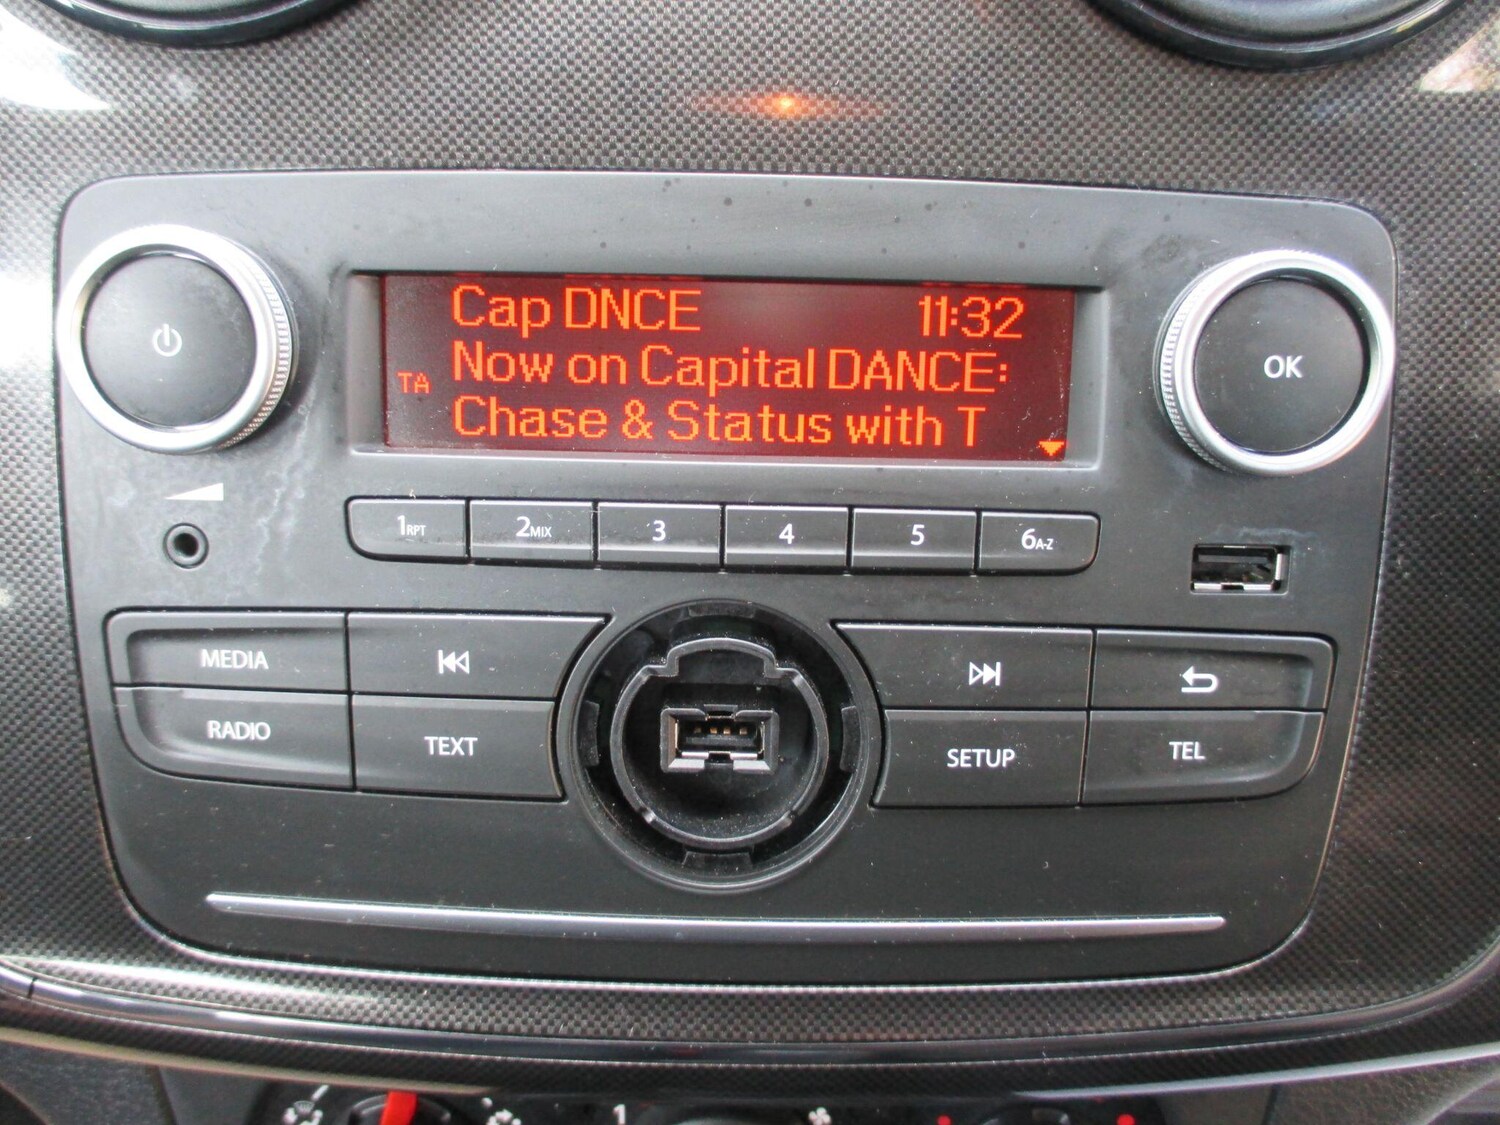 Cap DNCE 11:32
Now on Capital DANCE:
TA
Chase & Status with T
OK
1RPT 2MIX 3 4 5 6A-Z
MEDIA
RADIO
TEXT
SETUP
TEL
1